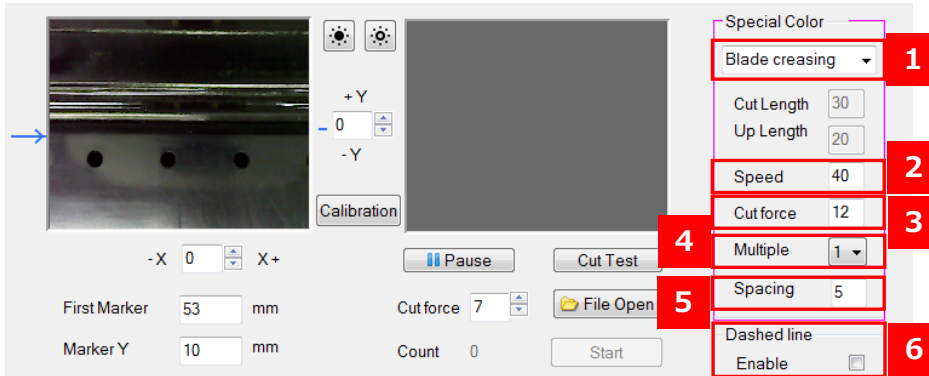 Special Color
Blade creasing
1
Cut Length 30
Up Length 20
2
Speed 40
Cut force 12
3
4
Multiple 1
5
Spacing 5
Dashed line
Enable
6
+ Y
0
- Y
Calibration
- X 0 X +
Pause
Cut Test
First Marker 53 mm
Cut force 7
File Open
Marker Y 10 mm
Count 0
Start